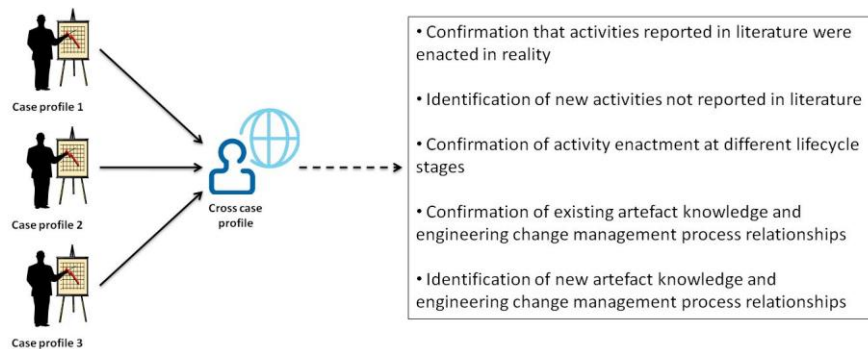 Case profile 1
Case profile 2
Case profile 3
Cross case
profile
• Confirmation that activities reported in literature were
enacted in reality
• Identification of new activities not reported in literature
• Confirmation of activity enactment at different lifecycle
stages
• Confirmation of existing artefact knowledge and
engineering change management process relationships
• Identification of new artefact knowledge and
engineering change management process relationships